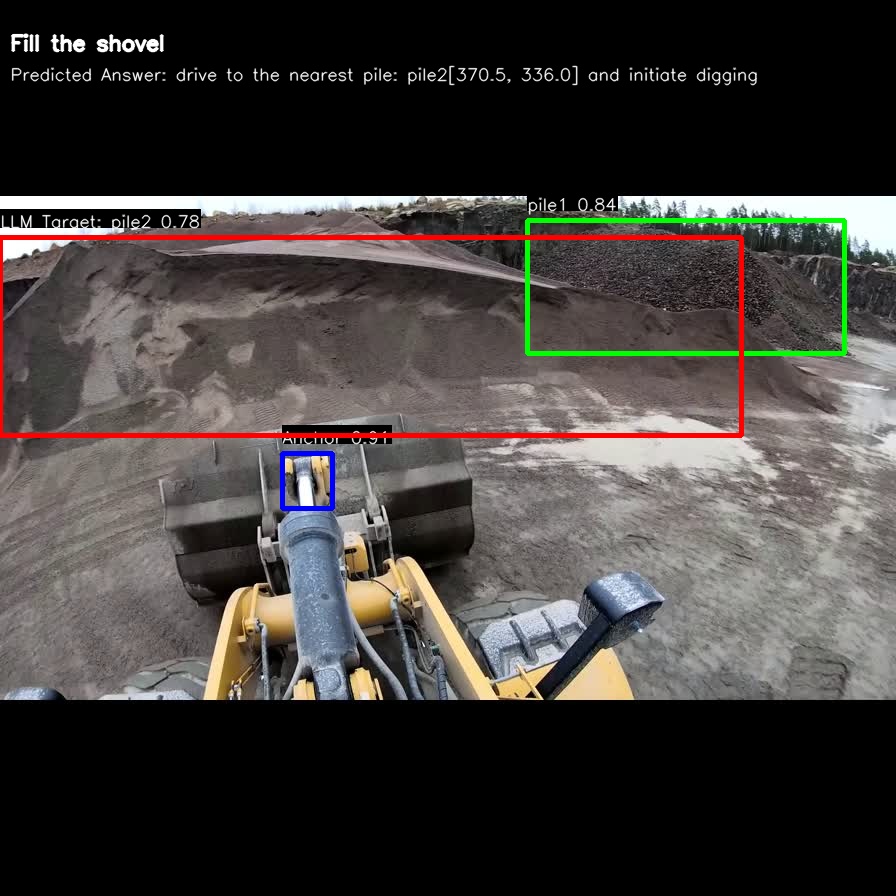 Fill the shovel
Predicted Answer: drive to the nearest pile: pile2[370.5, 336.0] and initiate digging
pile1 0.84
LLM Target: pile2 0.78
Anchor 0.91